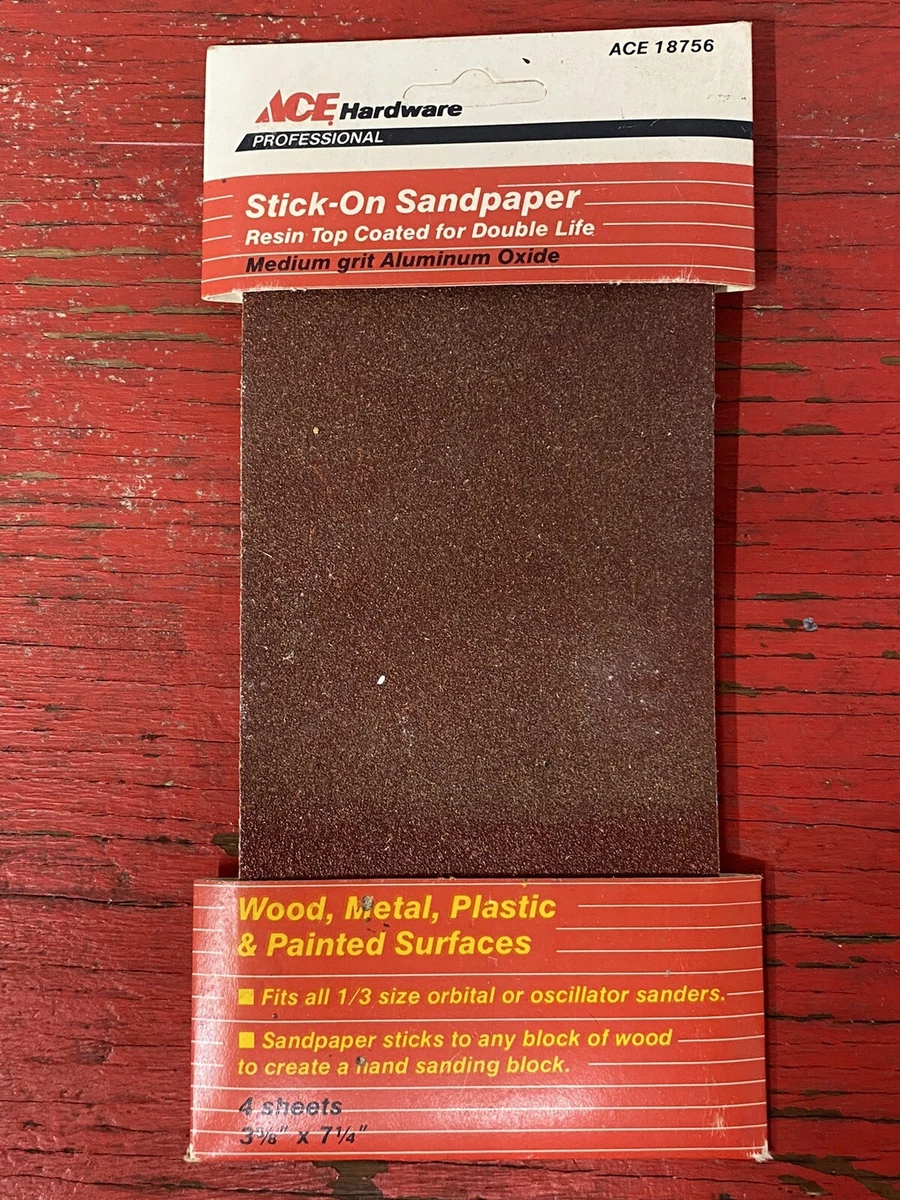 ACE 18756
ACE Hardware
PROFESSIONAL
Stick-On Sandpaper
Resin Top Coated for Double Life
Medium grit Aluminum Oxide
Wood, Metal, Plastic
& Painted Surfaces
■ Fits all 1/3 size orbital or oscillator sanders.
■ Sandpaper sticks to any block of wood
to create a hand sanding block.
4 sheets
3⅝" x 7¼"